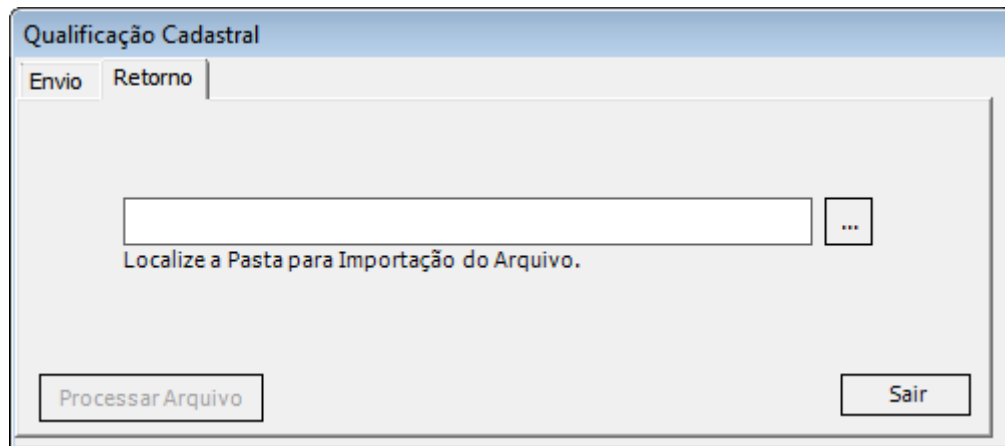 Qualificação Cadastral
Envio Retorno
...
Localize a Pasta para Importação do Arquivo.
Processar Arquivo Sair